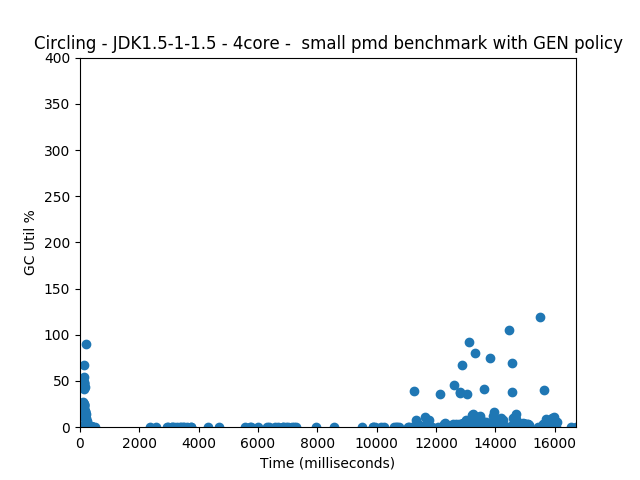 Circling - JDK1.5-1-1.5 - 4core -  small pmd benchmark with GEN policy
400
350
300
250
200
150
100
50
0
GC Util %
0 2000 4000 6000 8000 10000 12000 14000 16000
Time (milliseconds)